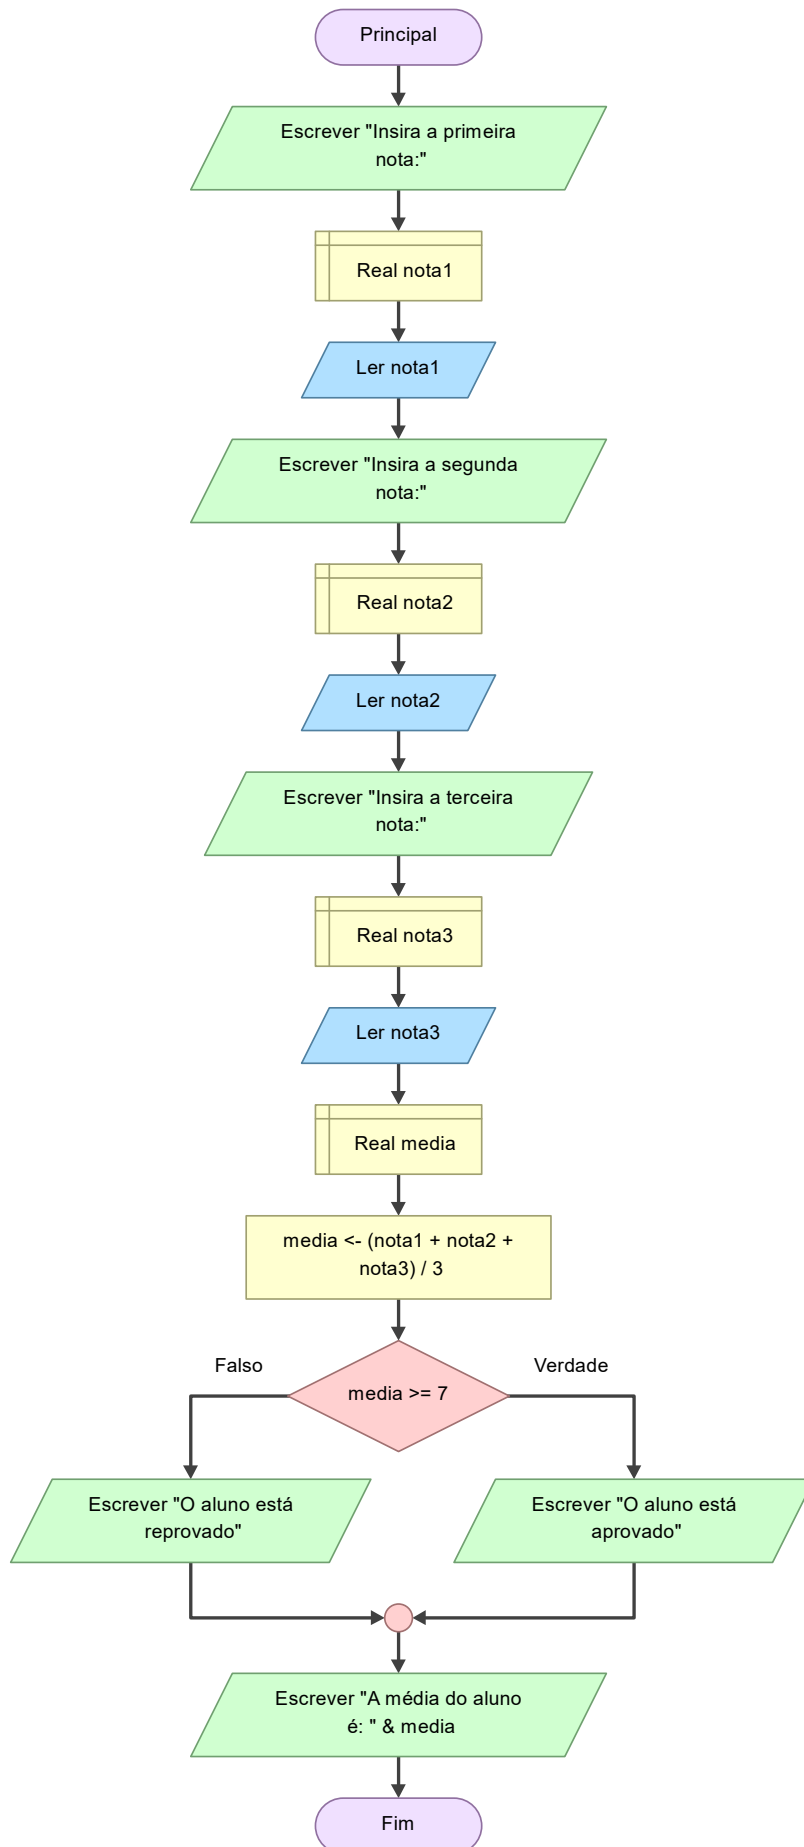 Principal
Escrever "Insira a primeira
nota:"
Real nota1
Ler nota1
Escrever "Insira a segunda
nota:"
Real nota2
Ler nota2
Escrever "Insira a terceira
nota:"
Real nota3
Ler nota3
Real media
media <- (nota1 + nota2 +
nota3) / 3
Falso
media >= 7
Verdade
Escrever "O aluno está
reprovado"
Escrever "O aluno está
aprovado"
Escrever "A média do aluno
é: " & media
Fim